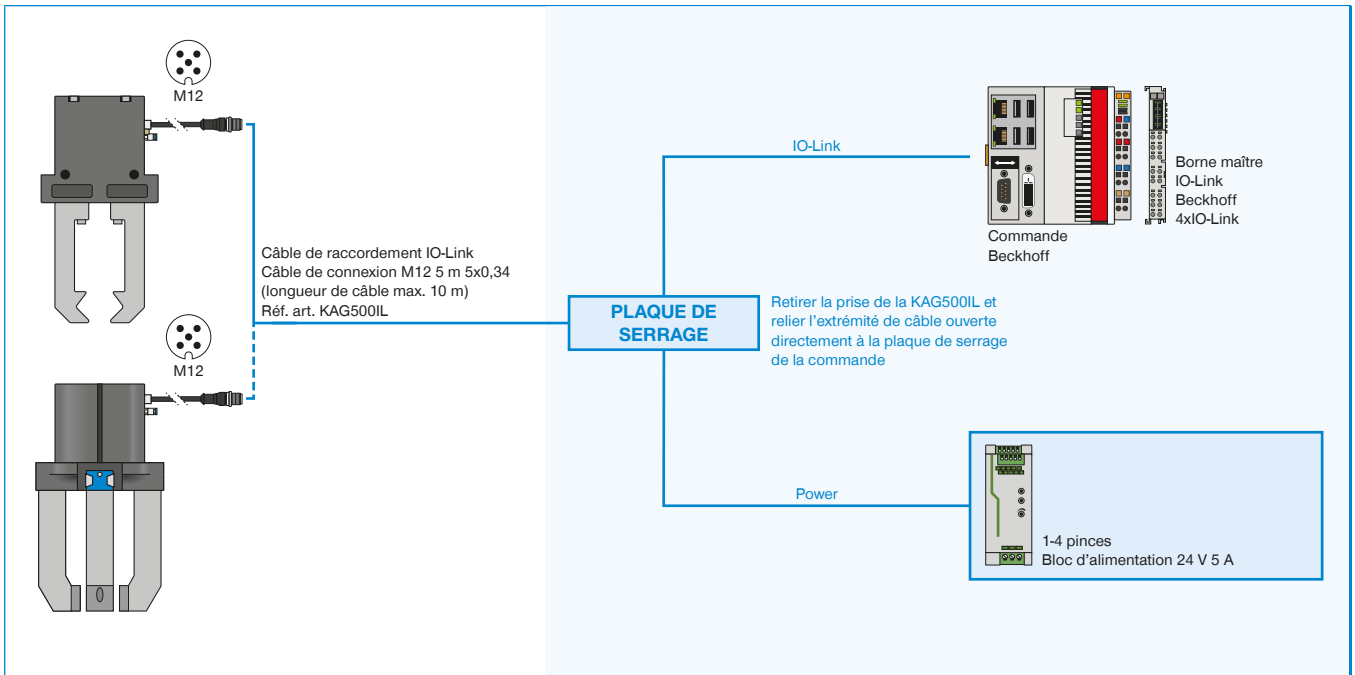 M12
Câble de raccordement IO-Link
Câble de connexion M12 5 m 5x0,34
(longueur de câble max. 10 m)
Réf. art. KAG500IL
M12
PLAQUE DE
SERRAGE
IO-Link
Commande
Beckhoff
Borne maître
IO-Link
Beckhoff
4xIO-Link
Retirer la prise de la KAG500IL et
relier l’extrémité de câble ouverte
directement à la plaque de serrage
de la commande
Power
1-4 pinces
Bloc d’alimentation 24 V 5 A